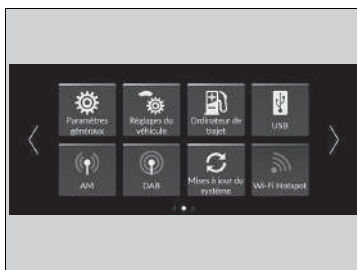 Paramètres
généraux
Réglages du
véhicule
Ordinateur de
trajet
USB
AM
DAB
Mises à jour du
système
Wi-Fi Hotspot